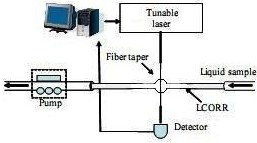 Tunable
laser
Fiber taper
Liquid sample
Pump
LCORR
Detector